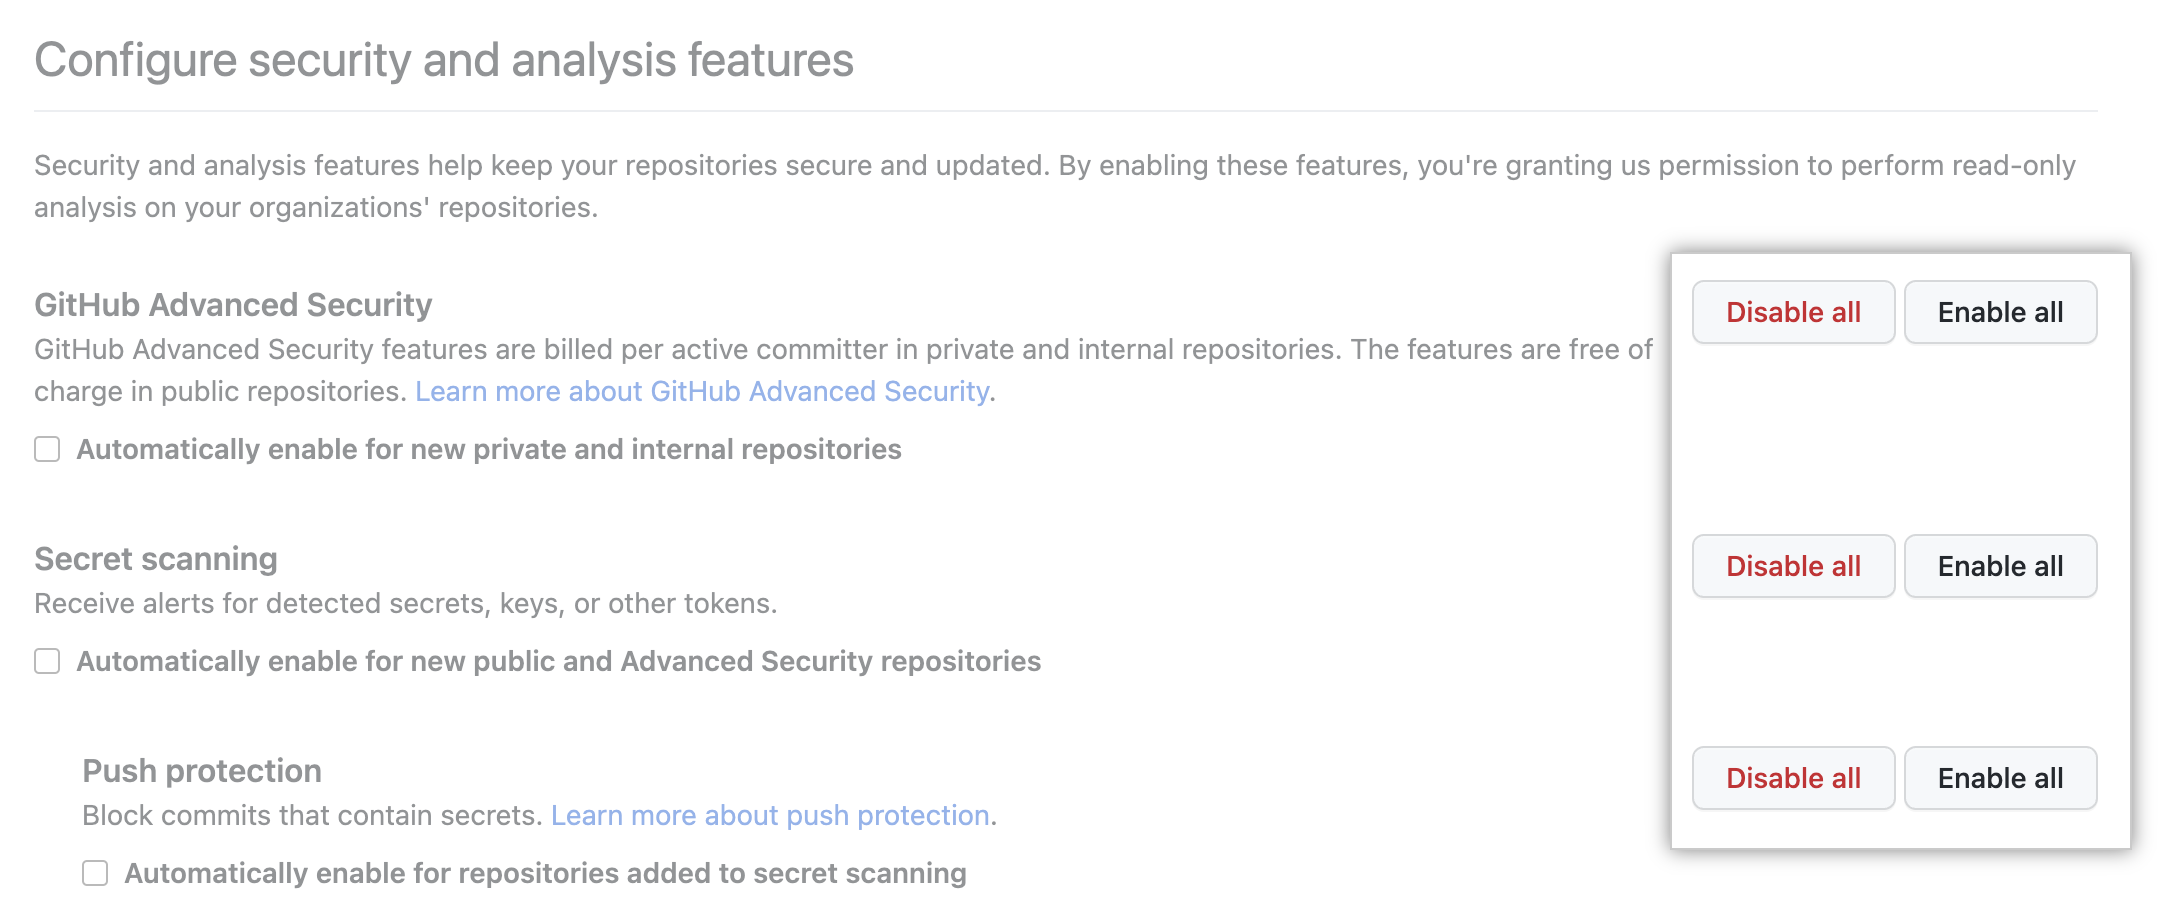 Configure security and analysis features
Security and analysis features help keep your repositories secure and updated. By enabling these features, you're granting us permission to perform read-only
analysis on your organizations' repositories.
GitHub Advanced Security
Disable all Enable all
GitHub Advanced Security features are billed per active committer in private and internal repositories. The features are free of
charge in public repositories. Learn more about GitHub Advanced Security.
Automatically enable for new private and internal repositories
Secret scanning
Disable all Enable all
Receive alerts for detected secrets, keys, or other tokens.
Automatically enable for new public and Advanced Security repositories
Push protection
Disable all Enable all
Block commits that contain secrets. Learn more about push protection.
Automatically enable for repositories added to secret scanning